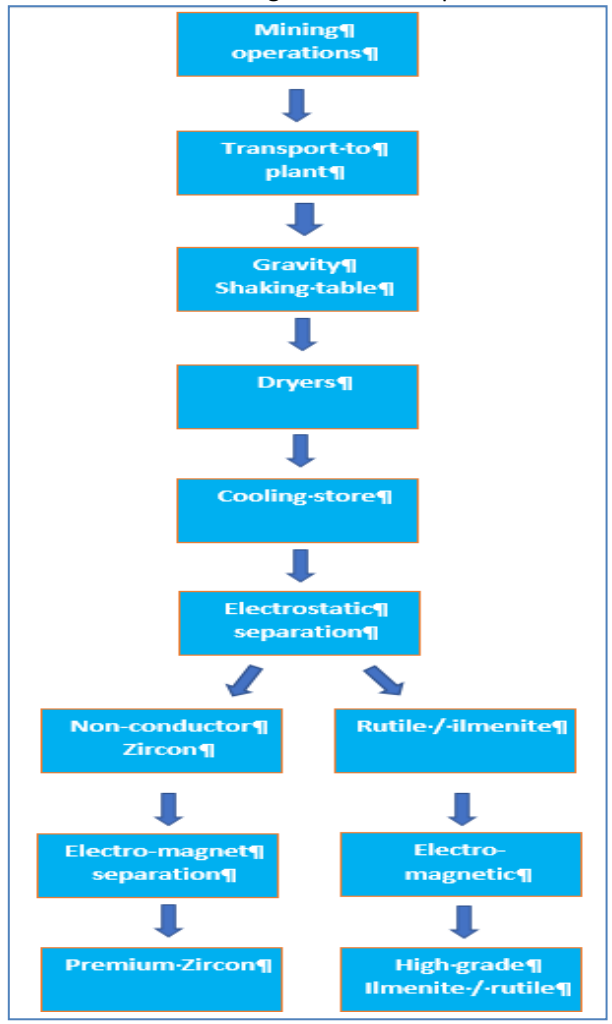 Mining¶
operations¶
Transport·to¶
plant¶
Gravity¶
Shaking·table¶
Dryers¶
Cooling·store¶
Electrostatic¶
separation¶
Non-conductor¶
Zircon¶
Rutile·/·ilmenite¶
Electro-magnet¶
separation¶
Electro-
magnetic¶
Premium·Zircon¶
High·grade¶
Ilmenite·/·rutile¶